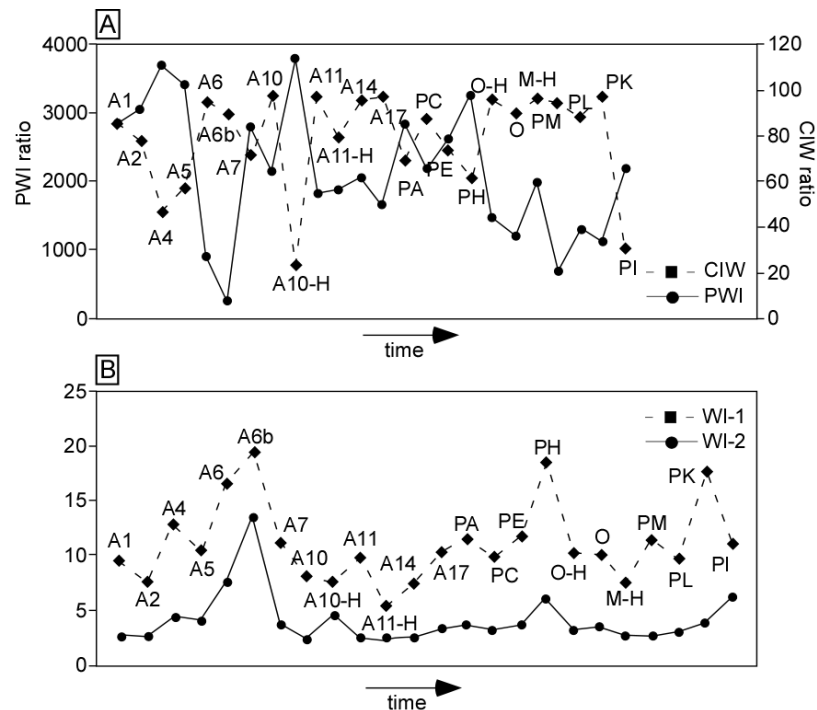 A
4000
3000
2000
1000
0
PWI ratio
120
100
80
60
40
20
0
CIW ratio
A1
A2
A4
A5
A6
A6b
A7
A10
A10-H
A11
A11-H
A14
A17
PA
PC
PE
PH
O-H
O
M-H
PM
PL
PK
PI
CIW
PWI
time
B
25
20
15
10
5
0
A1
A2
A4
A5
A6
A6b
A7
A10
A10-H
A11
A11-H
A14
A17
PA
PC
PE
PH
O-H
O
M-H
PM
PL
PK
PI
WI-1
WI-2
time